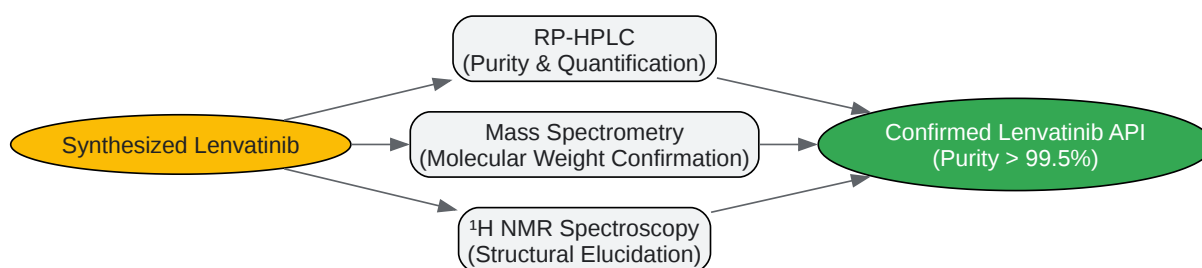 RP-HPLC
(Purity & Quantification)
Synthesized Lenvatinib
Mass Spectrometry
(Molecular Weight Confirmation)
Confirmed Lenvatinib API
(Purity > 99.5%)
¹H NMR Spectroscopy
(Structural Elucidation)